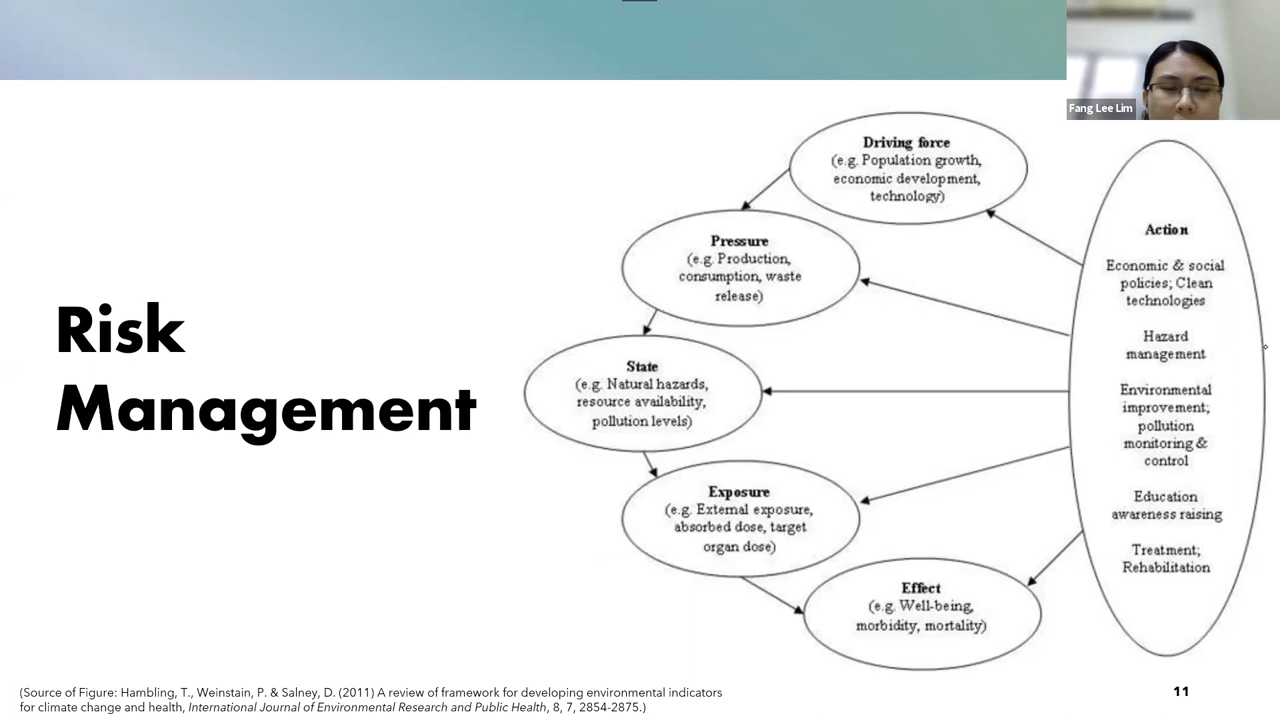 Fang Lee Lim
Risk
Management
Driving force
(e.g. Population growth,
economic development,
technology)
Pressure
(e.g. Production,
consumption, waste
release)
State
(e.g. Natural hazards,
resource availability,
pollution levels)
Exposure
(e.g. External exposure,
absorbed dose, target
organ dose)
Effect
(e.g. Well-being,
morbidity, mortality)
Action
Economic & social
policies; Clean
technologies
Hazard
management
Environmental
improvement;
pollution
monitoring &
control
Education
awareness raising
Treatment;
Rehabilitation
(Source of Figure: Hambling, T., Weinstain, P. & Salney, D. (2011) A review of framework for developing environmental indicators
for climate change and health, International Journal of Environmental Research and Public Health, 8, 7, 2854-2875.)
11